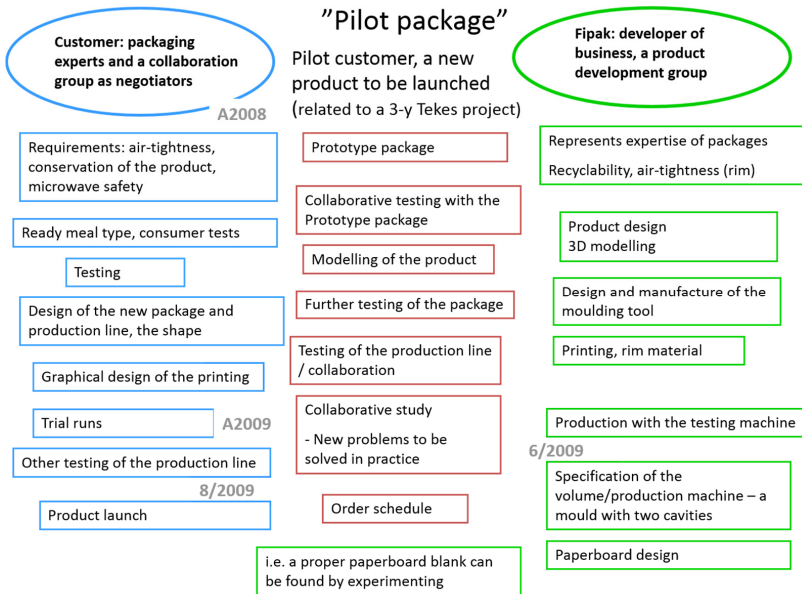 "Pilot package"
Customer: packaging
experts and a collaboration
group as negotiators
A2008
Requirements: air-tightness,
conservation of the product,
microwave safety
Ready meal type, consumer tests
Testing
Design of the new package and
production line, the shape
Graphical design of the printing
Trial runs
A2009
Other testing of the production line
8/2009
Product launch
Pilot customer, a new
product to be launched
(related to a 3-y Tekes project)
Prototype package
Collaborative testing with the
Prototype package
Modelling of the product
Further testing of the package
Testing of the production line
/ collaboration
Collaborative study
- New problems to be
solved in practice
Order schedule
i.e. a proper paperboard blank can
be found by experimenting
Fipak: developer of
business, a product
development group
Represents expertise of packages
Recyclability, air-tightness (rim)
Product design
3D modelling
Design and manufacture of the
moulding tool
Printing, rim material
Production with the testing machine
6/2009
Specification of the
volume/production machine – a
mould with two cavities
Paperboard design